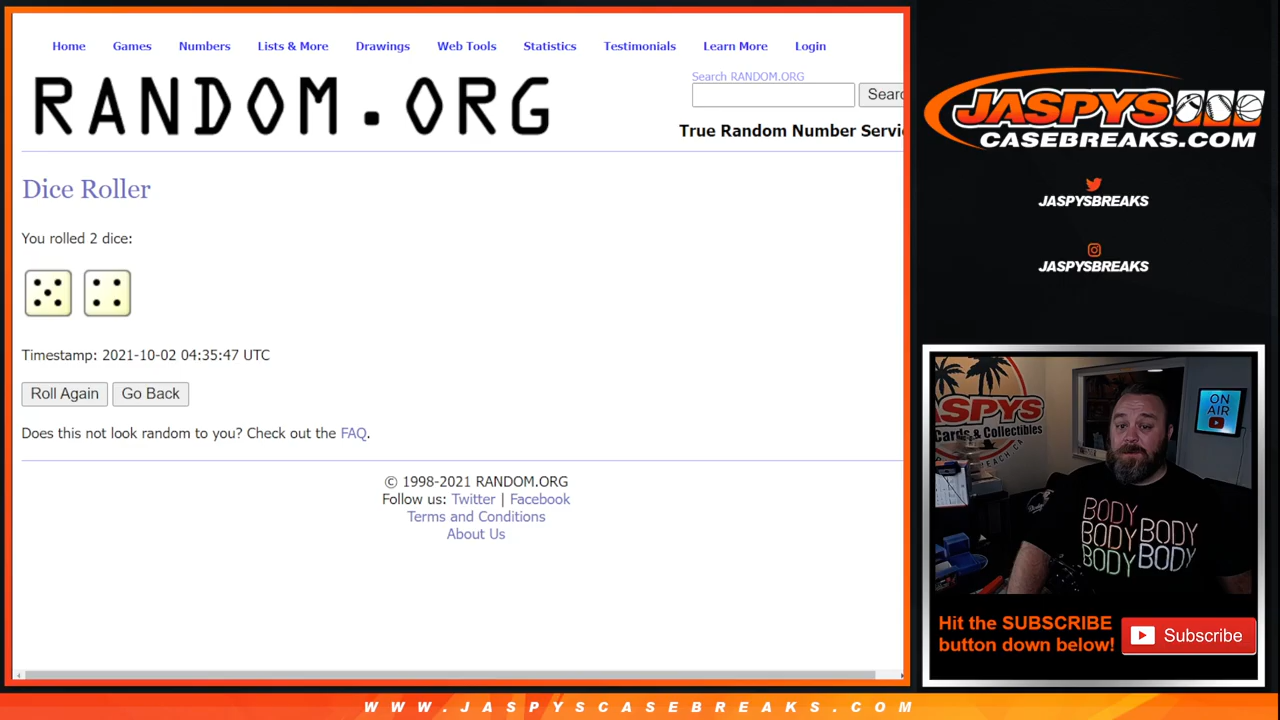 Home Games Numbers Lists & More Drawings Web Tools Statistics Testimonials Learn More Login
RANDOM.ORG
Search RANDOM.ORG
Searc
True Random Number Servi
Dice Roller
You rolled 2 dice:
Timestamp: 2021-10-02 04:35:47 UTC
Roll Again Go Back
Does this not look random to you? Check out the FAQ.
© 1998-2021 RANDOM.ORG
Follow us: Twitter | Facebook
Terms and Conditions
About Us
JASPYS
CASEBREAKS.COM
JASPYSBREAKS
JASPYSBREAKS
ASPYS
Cards & Collectibles
ON
AIR
BODY
BODY BODY
BODY BODY
Hit the SUBSCRIBE
button down below!
Subscribe
WWW.JASPYSCASEBREAKS.COM